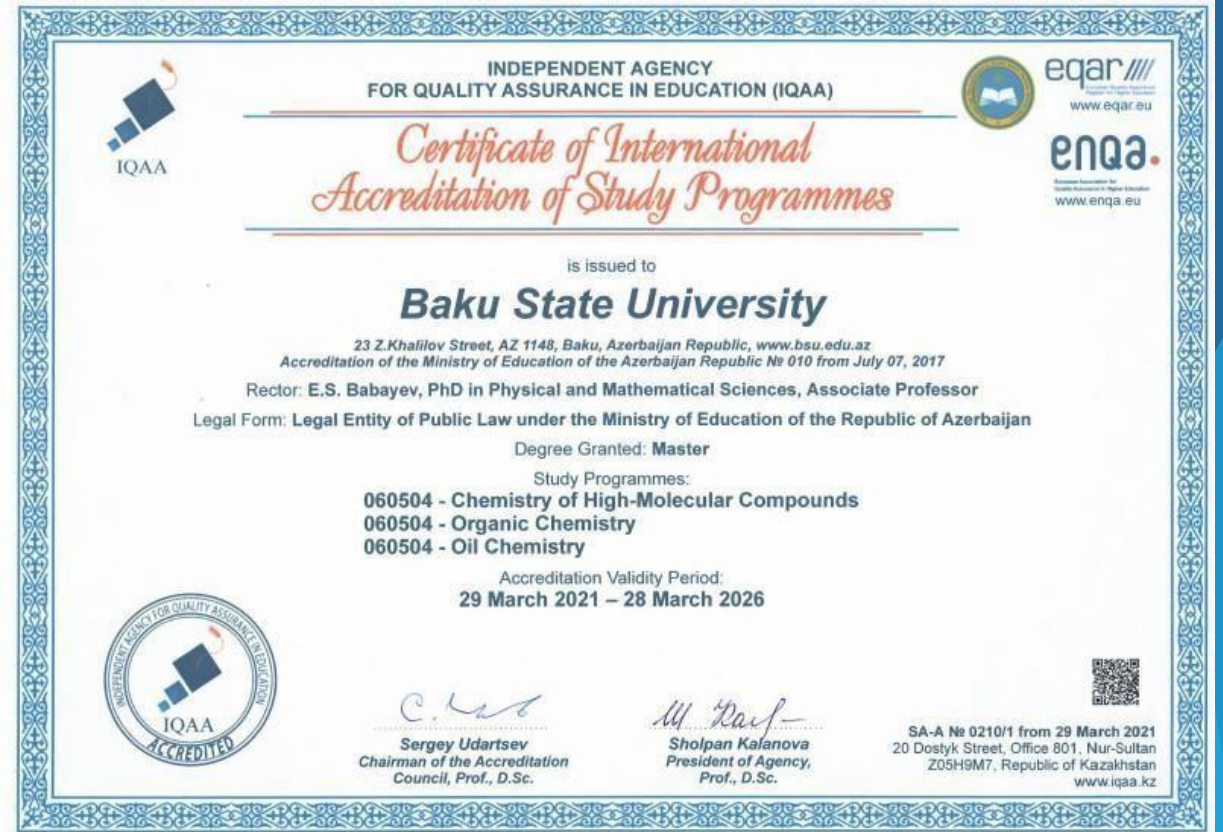 IQAA
INDEPENDENT AGENCY
FOR QUALITY ASSURANCE IN EDUCATION (IQAA)
eqar
www.eqar.eu
enqa.
European Association for
Quality Assurance in Higher Education
www.enqa.eu
Certificate of International
Accreditation of Study Programmes
is issued to
Baku State University
23 Z.Khalilov Street, AZ 1148, Baku, Azerbaijan Republic, www.bsu.edu.az
Accreditation of the Ministry of Education of the Azerbaijan Republic № 010 from July 07, 2017
Rector: E.S. Babayev, PhD in Physical and Mathematical Sciences, Associate Professor
Legal Form: Legal Entity of Public Law under the Ministry of Education of the Republic of Azerbaijan
Degree Granted: Master
Study Programmes:
060504 - Chemistry of High-Molecular Compounds
060504 - Organic Chemistry
060504 - Oil Chemistry
Accreditation Validity Period:
29 March 2021 – 28 March 2026
INDEPENDENT AGENCY FOR QUALITY ASSURANCE IN EDUCATION
IQAA
ACCREDITED
Sergey Udartsev
Chairman of the Accreditation
Council, Prof., D.Sc.
Sholpan Kalanova
President of Agency,
Prof., D.Sc.
SA-A № 0210/1 from 29 March 2021
20 Dostyk Street, Office 801, Nur-Sultan
Z05H9M7, Republic of Kazakhstan
www.iqaa.kz